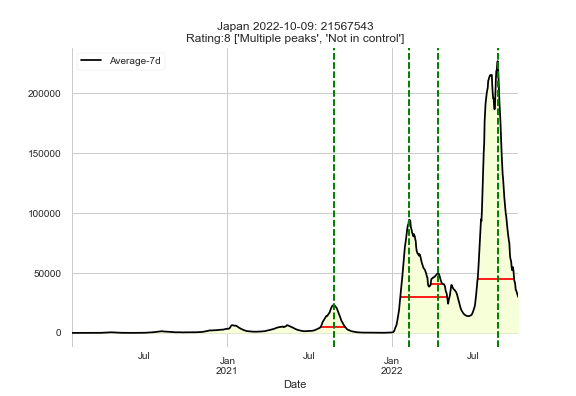 Japan 2022-10-09: 21567543
Rating:8 ['Multiple peaks', 'Not in control']
Average-7d
200000
150000
100000
50000
0
Jul
Jan
2021
Jul
Jan
2022
Jul
Date